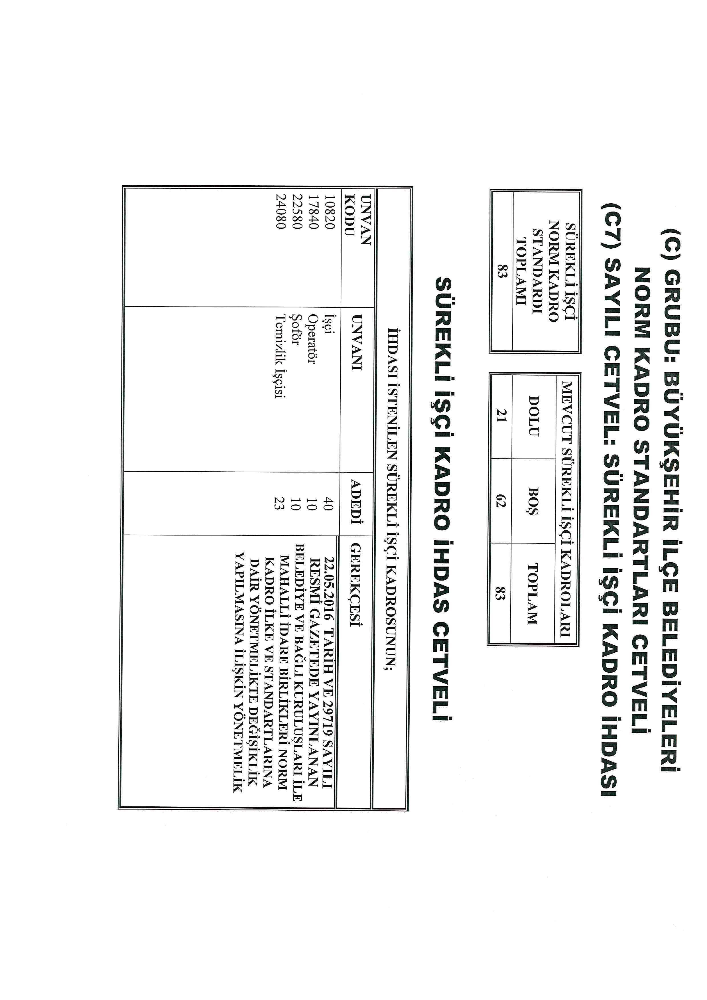 (C) GRUBU: BÜYÜKŞEHİR İLÇE BELEDİYELERİ
NORM KADRO STANDARTLARI CETVELİ
(C7) SAYILI CETVEL: SÜREKLİ İŞÇİ KADRO İHDASI
SÜREKLİ İŞÇİ
NORM KADRO
STANDARDI
TOPLAMI
83
MEVCUT SÜREKLİ İŞÇİ KADROLARI
DOLU BOŞ TOPLAM
21 62 83
SÜREKLİ İŞÇİ KADRO İHDAS CETVELİ
İHDASI İSTENİLEN SÜREKLİ İŞÇİ KADROSUNUN;
UNVAN
KODU
UNVANI ADEDİ GEREKÇESİ
10820 İşçi 40
17840 Operatör 10
22580 Şoför 10
24080 Temizlik İşçisi 23
22.05.2016 TARİH VE 29719 SAYILI
RESMİ GAZETEDE YAYINLANAN
BELEDİYE VE BAĞLI KURULUŞLARI İLE
MAHALLİ İDARE BİRLİKLERİ NORM
KADRO İLKE VE STANDARTLARINA
DAİR YÖNETMELİKTE DEĞİŞİKLİK
YAPILMASINA İLİŞKİN YÖNETMELİK